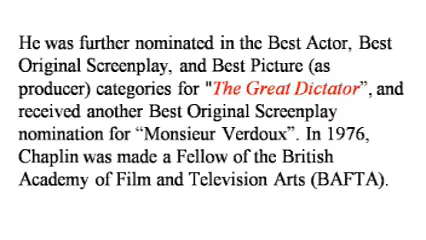 He was further nominated in the Best Actor, Best
Original Screenplay, and Best Picture (as
producer) categories for "The Great Dictator”, and
received another Best Original Screenplay
nomination for “Monsieur Verdoux”. In 1976,
Chaplin was made a Fellow of the British
Academy of Film and Television Arts (BAFTA).